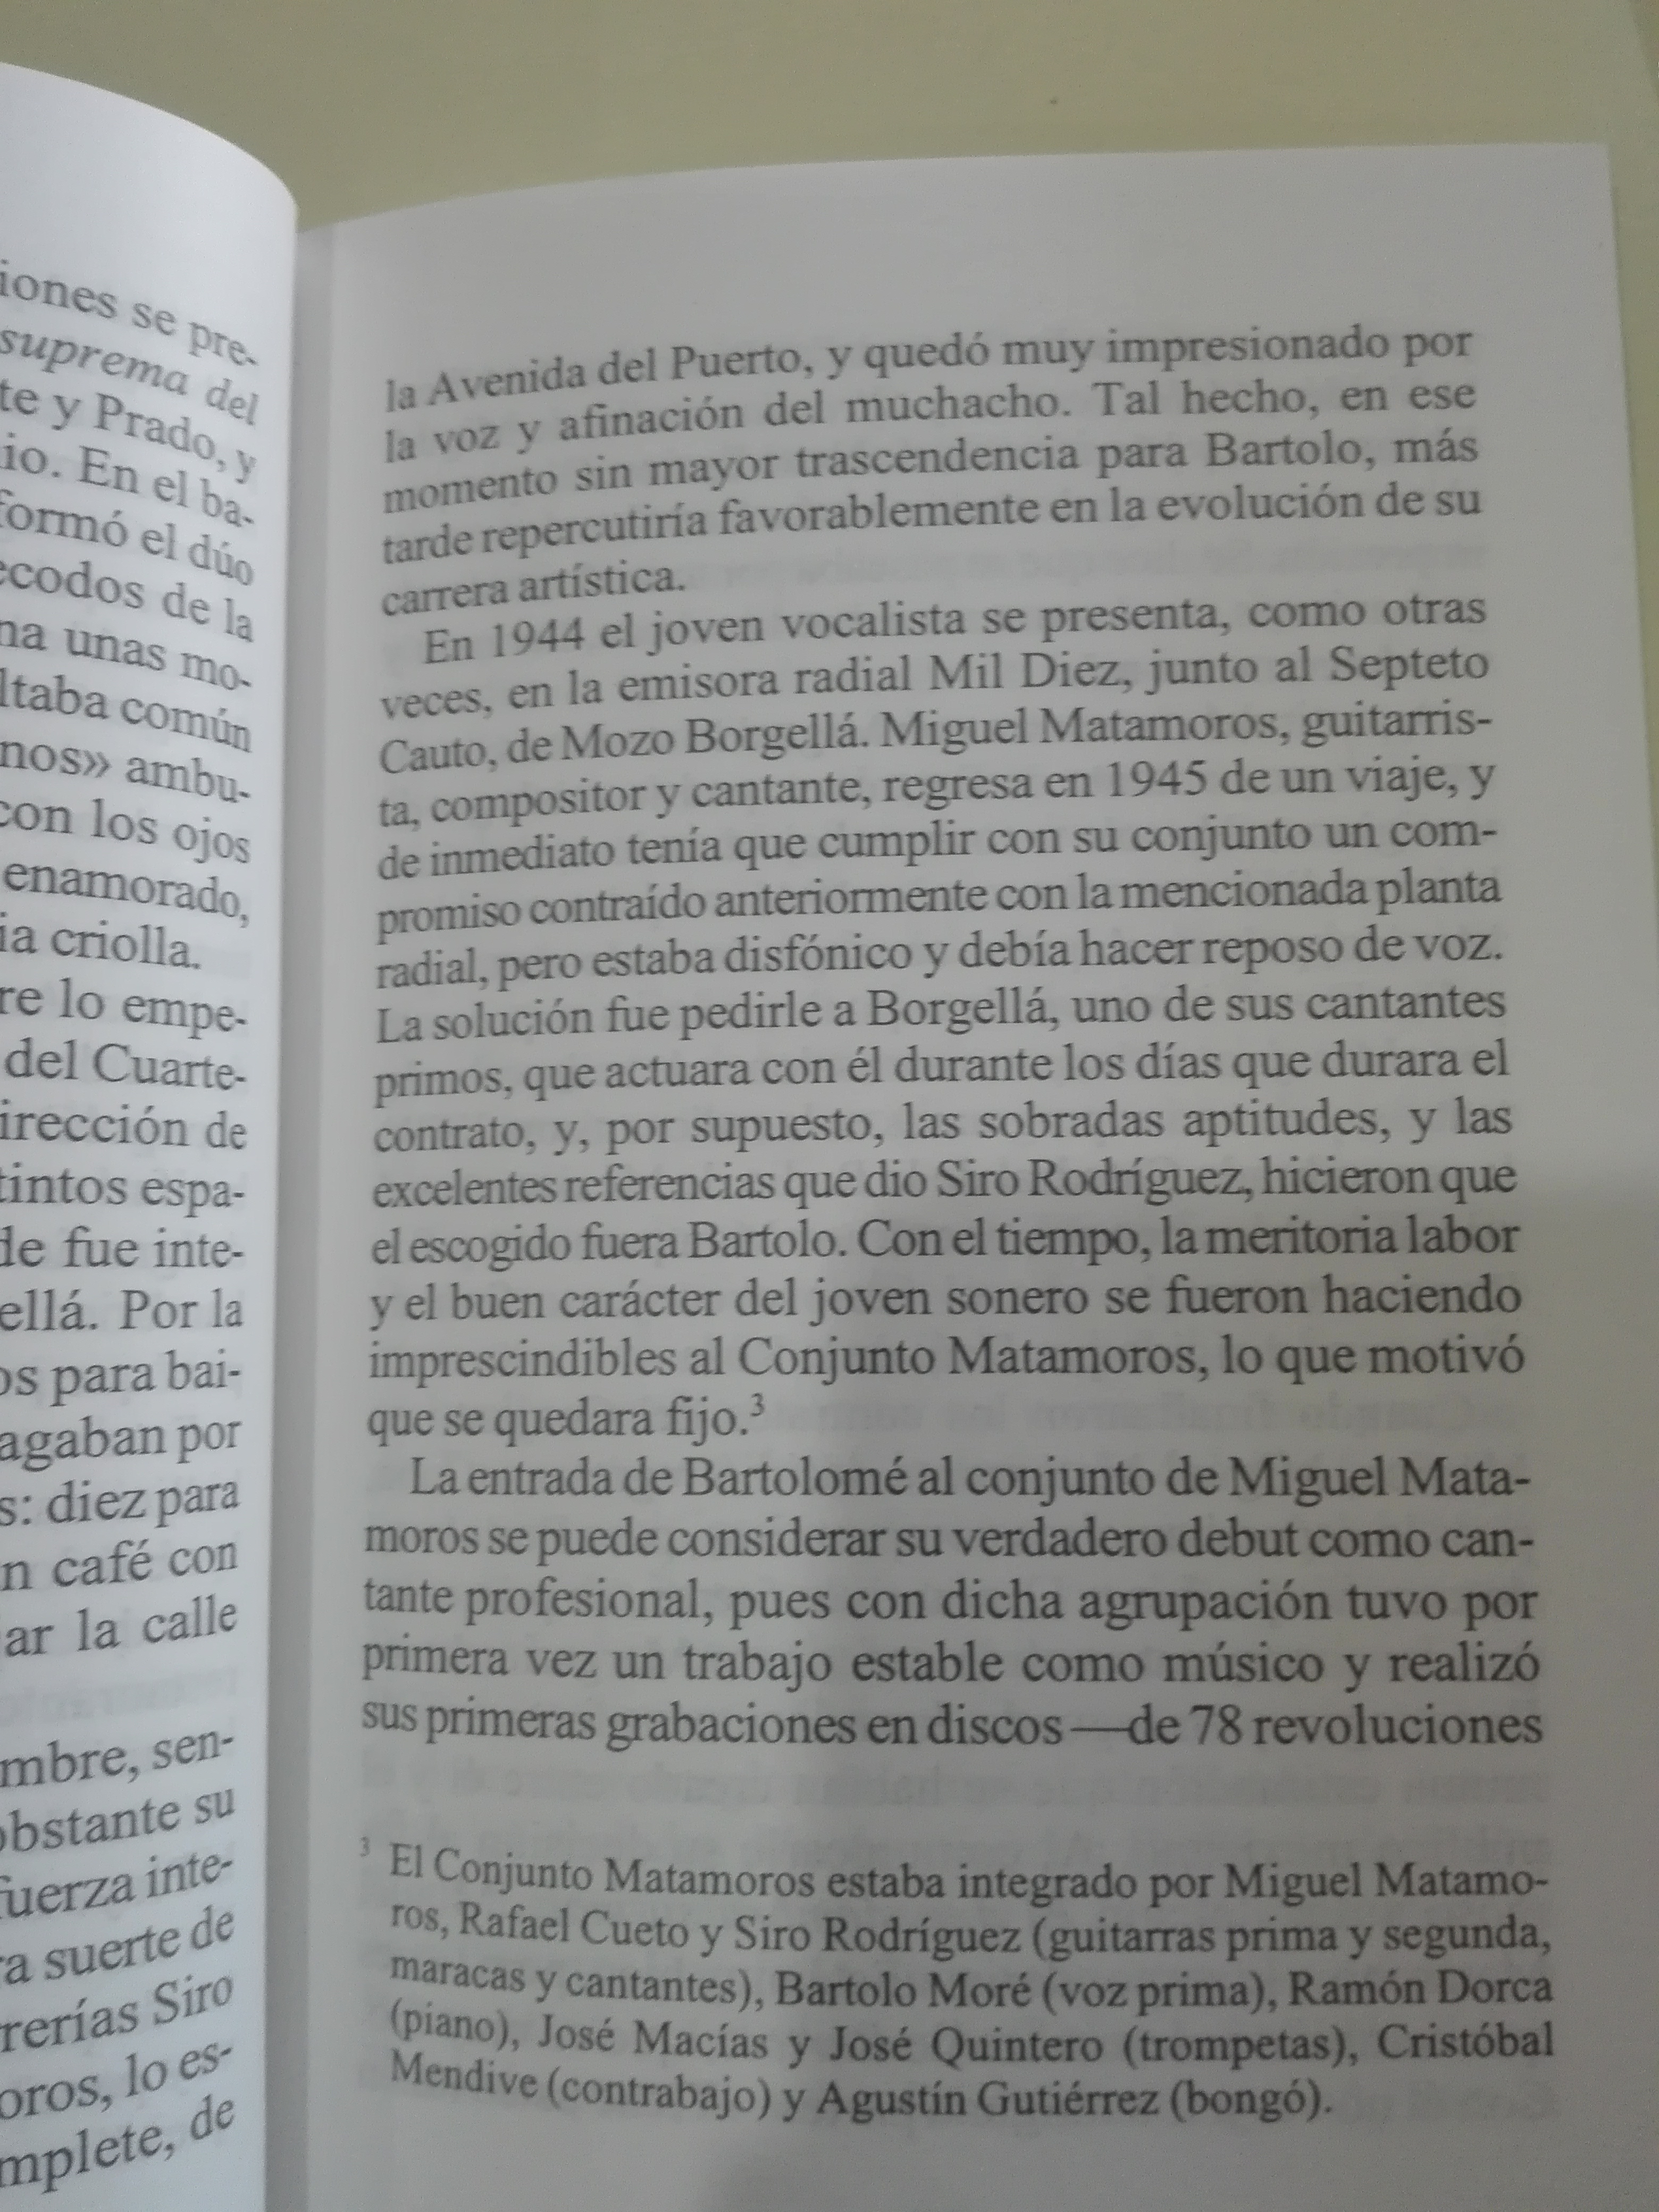 iones se pre-
suprema del
te y Prado, y
io. En el ba-
formó el dúo
ecodos de la
na unas mo-
ltaba común
nos» ambu-
con los ojos
enamorado,
ia criolla.
re lo empe-
del Cuarte-
irección de
tintos espa-
de fue inte-
ellá. Por la
os para bai-
agaban por
s: diez para
n café con
ar la calle
mbre, sen-
obstante su
fuerza inte-
ra suerte de
rerías Siro
oros, lo es-
mplete, de
la Avenida del Puerto, y quedó muy impresionado por
la voz y afinación del muchacho. Tal hecho, en ese
momento sin mayor trascendencia para Bartolo, más
tarde repercutiría favorablemente en la evolución de su
carrera artística.
En 1944 el joven vocalista se presenta, como otras
veces, en la emisora radial Mil Diez, junto al Septeto
Cauto, de Mozo Borgellá. Miguel Matamoros, guitarris-
ta, compositor y cantante, regresa en 1945 de un viaje, y
de inmediato tenía que cumplir con su conjunto un com-
promiso contraído anteriormente con la mencionada planta
radial, pero estaba disfónico y debía hacer reposo de voz.
La solución fue pedirle a Borgellá, uno de sus cantantes
primos, que actuara con él durante los días que durara el
contrato, y, por supuesto, las sobradas aptitudes, y las
excelentes referencias que dio Siro Rodríguez, hicieron que
el escogido fuera Bartolo. Con el tiempo, la meritoria labor
y el buen carácter del joven sonero se fueron haciendo
imprescindibles al Conjunto Matamoros, lo que motivó
que se quedara fijo.³
La entrada de Bartolomé al conjunto de Miguel Mata-
moros se puede considerar su verdadero debut como can-
tante profesional, pues con dicha agrupación tuvo por
primera vez un trabajo estable como músico y realizó
sus primeras grabaciones en discos —de 78 revoluciones
³ El Conjunto Matamoros estaba integrado por Miguel Matamo-
ros, Rafael Cueto y Siro Rodríguez (guitarras prima y segunda,
maracas y cantantes), Bartolo Moré (voz prima), Ramón Dorca
(piano), José Macías y José Quintero (trompetas), Cristóbal
Mendive (contrabajo) y Agustín Gutiérrez (bongó).